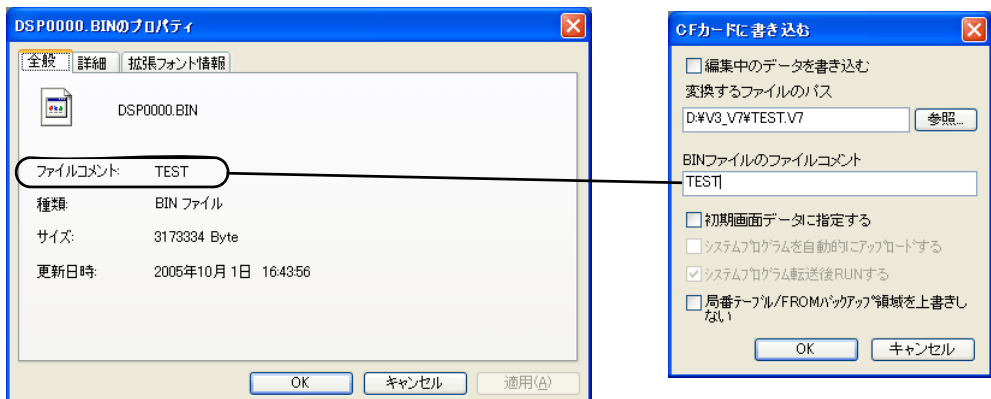 DSP0000.BINのプロパティ
全般 詳細 拡張フォント情報
DSP0000.BIN
ファイルコメント: TEST
種類: BIN ファイル
サイズ: 3173334 Byte
更新日時: 2005年10月 1日 16:43:56
OK キャンセル 適用(A)
CFカードに書き込む
編集中のデータを書き込む
変換するファイルのパス
D:¥V3_V7¥TEST.V7 参照...
BINファイルのファイルコメント
TEST
初期画面データに指定する
システムプログラムを自動的にアップロードする
システムプログラム転送後RUNする
局番テーブル/FROMバックアップ領域を上書きし
ない
OK キャンセル